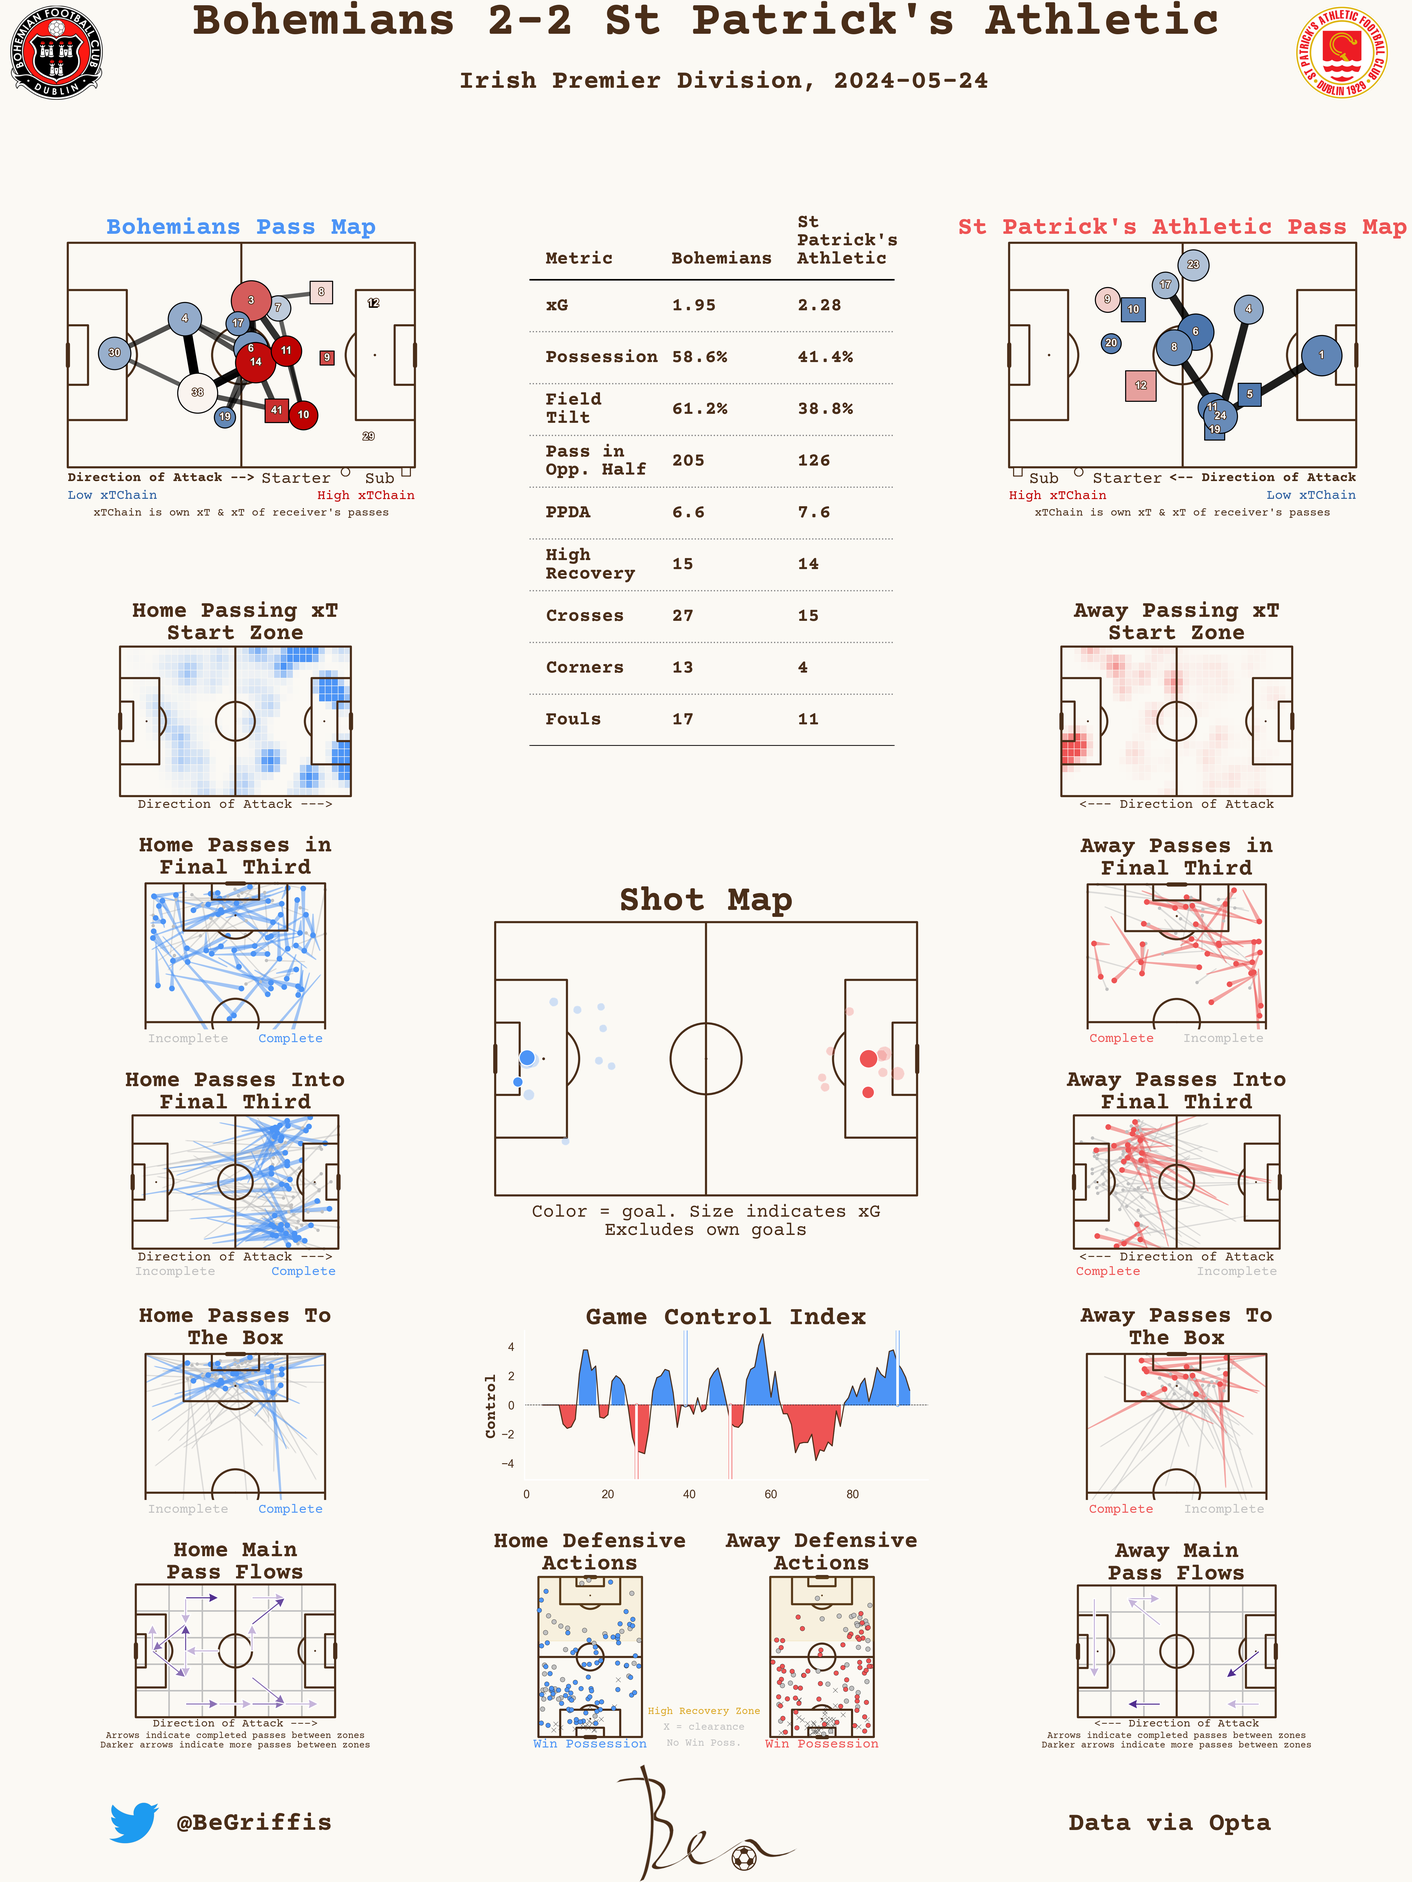 Bohemians 2-2 St Patrick's Athletic
Irish Premier Division, 2024-05-24
BOHEMIAN FOOTBALL CLUB
DUBLIN
ST PATRICK'S ATHLETIC FOOTBALL CLUB
DUBLIN 1929
Bohemians Pass Map
30
4
38
3
7
8
17
6
14
11
9
19
41
10
12
29
Direction of Attack --> Starter Sub
Low xTChain High xTChain
xTChain is own xT & xT of receiver's passes
Metric Bohemians St Patrick's Athletic
xG 1.95 2.28
Possession 58.6% 41.4%
Field Tilt 61.2% 38.8%
Pass in Opp. Half 205 126
PPDA 6.6 7.6
High Recovery 15 14
Crosses 27 15
Corners 13 4
Fouls 17 11
St Patrick's Athletic Pass Map
23
17
9
10
4
6
20
8
1
12
5
11
24
19
Sub Starter <-- Direction of Attack
High xTChain Low xTChain
xTChain is own xT & xT of receiver's passes
Home Passing xT
Start Zone
Direction of Attack --->
Away Passing xT
Start Zone
<--- Direction of Attack
Home Passes in
Final Third
Incomplete Complete
Away Passes in
Final Third
Complete Incomplete
Shot Map
Color = goal. Size indicates xG
Excludes own goals
Home Passes Into
Final Third
Direction of Attack --->
Incomplete Complete
Away Passes Into
Final Third
<--- Direction of Attack
Complete Incomplete
Home Passes To
The Box
Incomplete Complete
Game Control Index
Control
4
2
0
−2
−4
0 20 40 60 80
Away Passes To
The Box
Complete Incomplete
Home Main
Pass Flows
Direction of Attack --->
Arrows indicate completed passes between zones
Darker arrows indicate more passes between zones
Home Defensive
Actions
Win Possession
High Recovery Zone
X = clearance
No Win Poss.
Away Defensive
Actions
Win Possession
Away Main
Pass Flows
<--- Direction of Attack
Arrows indicate completed passes between zones
Darker arrows indicate more passes between zones
@BeGriffis
Ben
Data via Opta